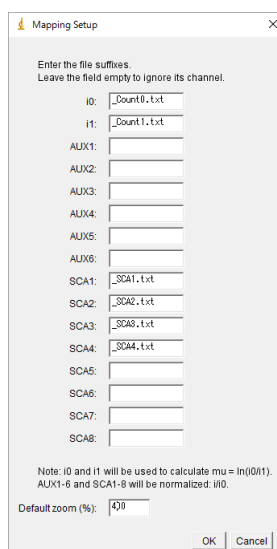 Mapping Setup
Enter the file suffixes.
Leave the field empty to ignore its channel.
i0: _Count0.txt
i1: _Count1.txt
AUX1:
AUX2:
AUX3:
AUX4:
AUX5:
AUX6:
SCA1: _SCA1.txt
SCA2: _SCA2.txt
SCA3: _SCA3.txt
SCA4: _SCA4.txt
SCA5:
SCA6:
SCA7:
SCA8:
Note: i0 and i1 will be used to calculate mu = ln(i0/i1).
AUX1-6 and SCA1-8 will be normalized: i/i0.
Default zoom (%): 400
OK Cancel